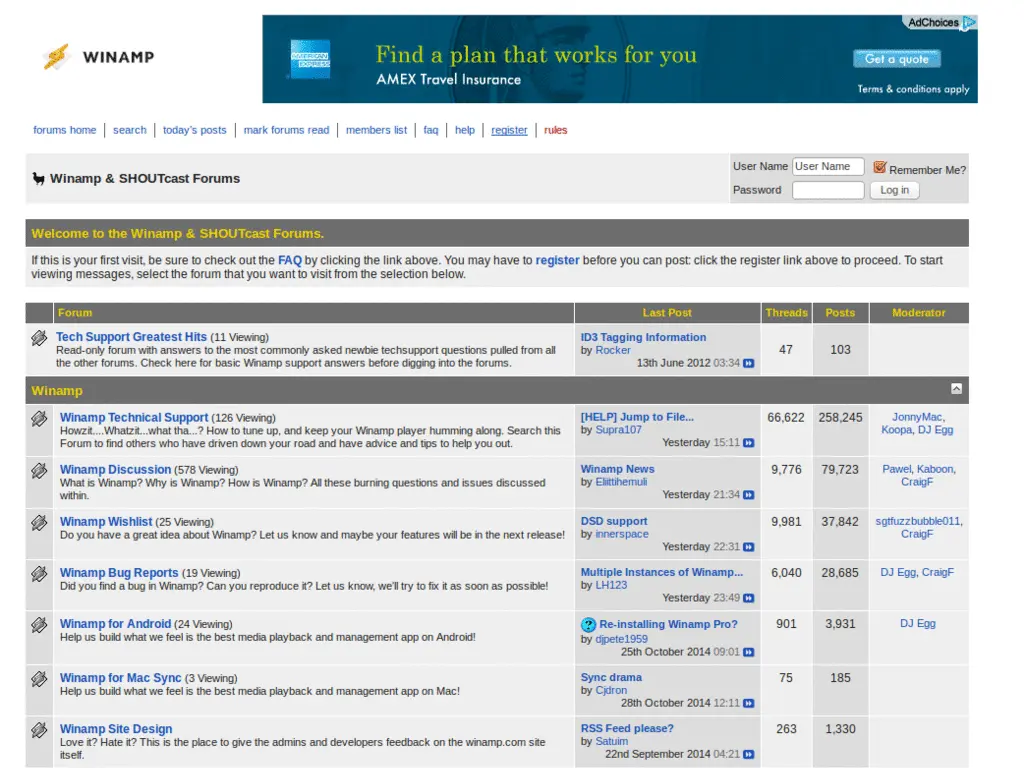 WINAMP
AdChoices
AMERICAN EXPRESS
Find a plan that works for you
AMEX Travel Insurance
Get a quote
Terms & conditions apply
forums home | search | today's posts | mark forums read | members list | faq | help | register | rules
Winamp & SHOUTcast Forums
User Name User Name Remember Me?
Password Log in
Welcome to the Winamp & SHOUTcast Forums.
If this is your first visit, be sure to check out the FAQ by clicking the link above. You may have to register before you can post: click the register link above to proceed. To start
viewing messages, select the forum that you want to visit from the selection below.
Forum Last Post Threads Posts Moderator
Tech Support Greatest Hits (11 Viewing)
Read-only forum with answers to the most commonly asked newbie techsupport questions pulled from all
the other forums. Check here for basic Winamp support answers before digging into the forums.
ID3 Tagging Information
by Rocker
13th June 2012 03:34
47 103
Winamp
Winamp Technical Support (126 Viewing)
Howzit....Whatzit...what tha...? How to tune up, and keep your Winamp player humming along. Search this
Forum to find others who have driven down your road and have advice and tips to help you out.
[HELP] Jump to File...
by Supra107
Yesterday 15:11
66,622 258,245
JonnyMac,
Koopa, DJ Egg
Winamp Discussion (578 Viewing)
What is Winamp? Why is Winamp? How is Winamp? All these burning questions and issues discussed
within.
Winamp News
by Eliittihemuli
Yesterday 21:34
9,776 79,723
Pawel, Kaboon,
CraigF
Winamp Wishlist (25 Viewing)
Do you have a great idea about Winamp? Let us know and maybe your features will be in the next release!
DSD support
by innerspace
Yesterday 22:31
9,981 37,842
sgtfuzzbubble011,
CraigF
Winamp Bug Reports (19 Viewing)
Did you find a bug in Winamp? Can you reproduce it? Let us know, we'll try to fix it as soon as possible!
Multiple Instances of Winamp...
by LH123
Yesterday 23:49
6,040 28,685
DJ Egg, CraigF
Winamp for Android (24 Viewing)
Help us build what we feel is the best media playback and management app on Android!
Re-installing Winamp Pro?
by djpete1959
25th October 2014 09:01
901 3,931
DJ Egg
Winamp for Mac Sync (3 Viewing)
Help us build what we feel is the best media playback and management app on Mac!
Sync drama
by Cjdron
28th October 2014 12:11
75 185
Winamp Site Design
Love it? Hate it? This is the place to give the admins and developers feedback on the winamp.com site
itself.
RSS Feed please?
by Satuim
22nd September 2014 04:21
263 1,330